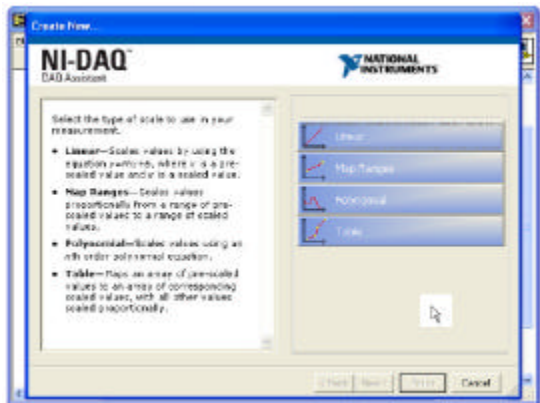 Create New...
NI-DAQ™
DAQ Assistant
NATIONAL
INSTRUMENTS
Select the type of scale to use in your
measurement.
Linear—Scales values by using the
equation y=mx+b, where x is a pre-
scaled value and y is a scaled value.
Map Ranges—Scales values
proportionally from a range of pre-
scaled values to a range of scaled
values.
Polynomial—Scales values using an
nth order polynomial equation.
Table—Maps an array of pre-scaled
values to an array of corresponding
scaled values, with all other values
scaled proportionally.
Linear
Map Ranges
Polynomial
Table
< Back Next > Finish Cancel